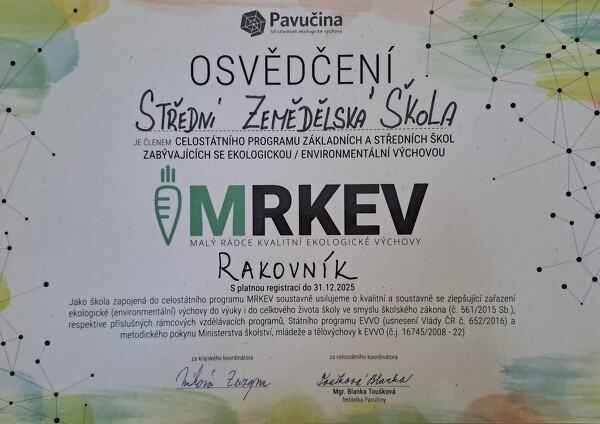 Pavučina
Síť středisek ekologické výchovy
OSVĚDČENÍ
STŘEDNÍ ZEMĚDĚLSKÁ ŠKOLA
JE ČLENEM CELOSTÁTNÍHO PROGRAMU ZÁKLADNÍCH A STŘEDNÍCH ŠKOL
ZABÝVAJÍCÍCH SE EKOLOGICKOU / ENVIRONMENTÁLNÍ VÝCHOVOU
MRKEV
MALÝ RÁDCE KVALITNÍ EKOLOGICKÉ VÝCHOVY
RAKOVNÍK
S platnou registrací do 31.12.2025
Jako škola zapojená do celostátního programu MRKEV soustavně usilujeme o kvalitní a soustavně se zlepšující zařazení
ekologické (environmentální) výchovy do výuky i do celkového života školy ve smyslu školského zákona (č. 561/2015 Sb.),
respektive příslušných rámcových vzdělávacích programů, Státního programu EVVO (usnesení Vlády ČR č. 652/2016) a
metodického pokynu Ministerstva školství, mládeže a tělovýchovy k EVVO (č.j. 16745/2008 - 22)
za krajského koordinátora
za celostátního koordinátora
Toušková Blanka
Mgr. Blanka Toušková
ředitelka Pavučiny